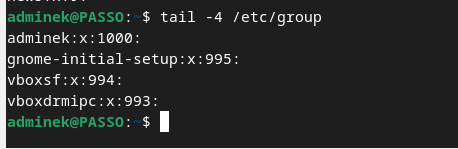 adminek@PASSO:~$ tail -4 /etc/group
adminek:x:1000:
gnome-initial-setup:x:995:
vboxsf:x:994:
vboxdrmipc:x:993:
adminek@PASSO:~$